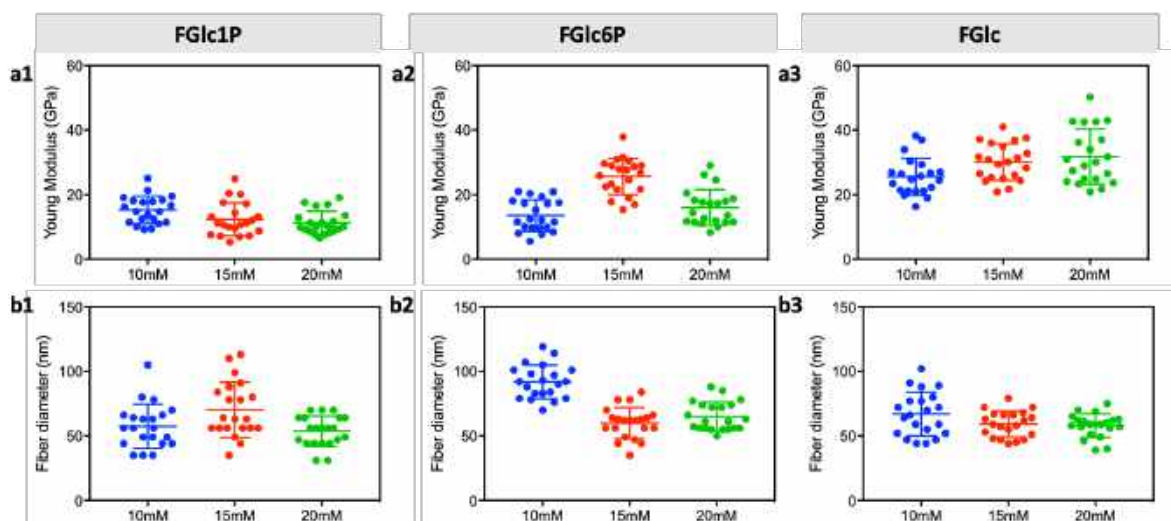 FGlc1P FGlc6P FGlc
a1 a2 a3
Young Modulus (GPa) Young Modulus (GPa) Young Modulus (GPa)
60 60 60
40 40 40
20 20 20
0 0 0
10mM 15mM 20mM 10mM 15mM 20mM 10mM 15mM 20mM
b1 b2 b3
Fiber diameter (nm) Fiber diameter (nm) Fiber diameter (nm)
150 150 150
100 100 100
50 50 50
0 0 0
10mM 15mM 20mM 10mM 15mM 20mM 10mM 15mM 20mM